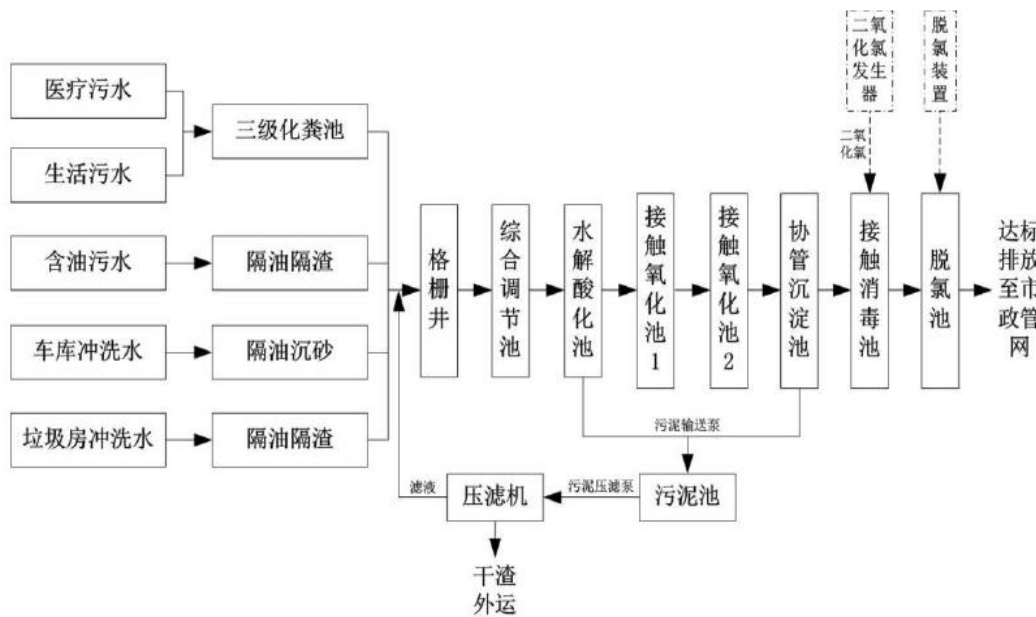 二氧
化氯
发生
器
脱
氯
装
置
医疗污水
三级化粪池
生活污水
二氧
化氯
含油污水
隔油隔渣
车库冲洗水
隔油沉砂
垃圾房冲洗水
隔油隔渣
格栅井
综合调节池
水解酸化池
接触氧化池1
接触氧化池2
协管沉淀池
接触消毒池
脱氯池
达标
排放
至市
政管
网
污泥输送泵
滤液
压滤机
污泥压滤泵
污泥池
干渣
外运